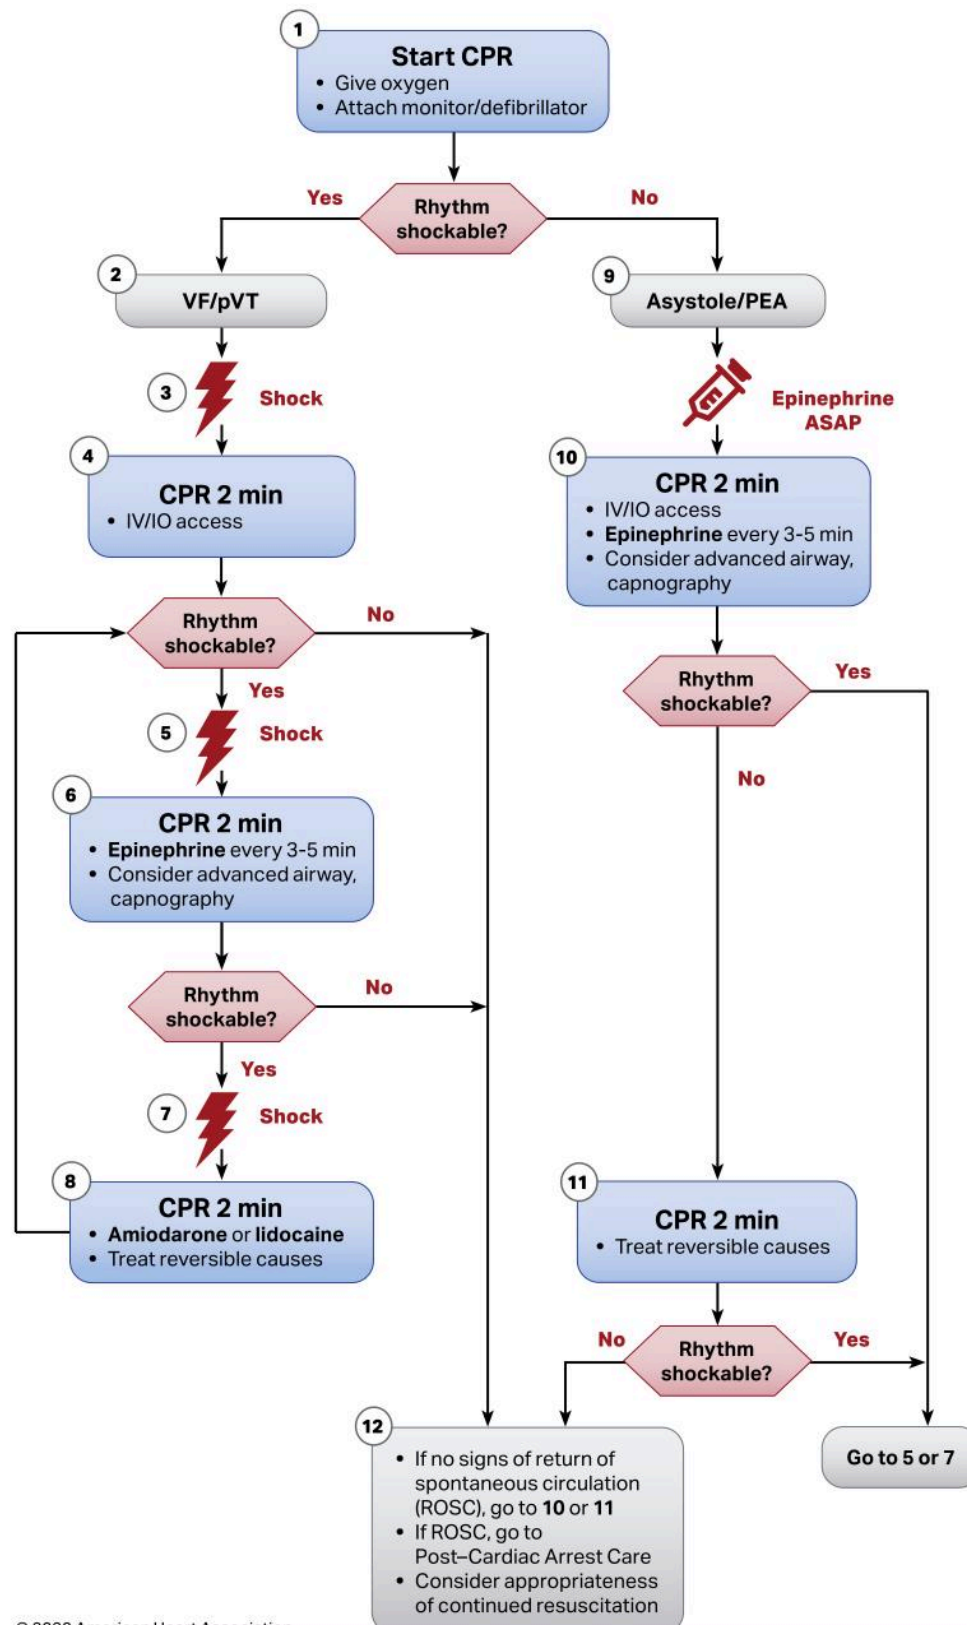 1
Start CPR
• Give oxygen
• Attach monitor/defibrillator
Rhythm
shockable?
Yes
No
2
VF/pVT
3
Shock
4
CPR 2 min
• IV/IO access
Rhythm
shockable?
No
Yes
5
Shock
6
CPR 2 min
• Epinephrine every 3-5 min
• Consider advanced airway,
capnography
Rhythm
shockable?
No
Yes
7
Shock
8
CPR 2 min
• Amiodarone or lidocaine
• Treat reversible causes
9
Asystole/PEA
Epinephrine
ASAP
10
CPR 2 min
• IV/IO access
• Epinephrine every 3-5 min
• Consider advanced airway,
capnography
Rhythm
shockable?
Yes
No
11
CPR 2 min
• Treat reversible causes
Rhythm
shockable?
No
Yes
12
• If no signs of return of
spontaneous circulation
(ROSC), go to 10 or 11
• If ROSC, go to
Post–Cardiac Arrest Care
• Consider appropriateness
of continued resuscitation
Go to 5 or 7
American Heart Association